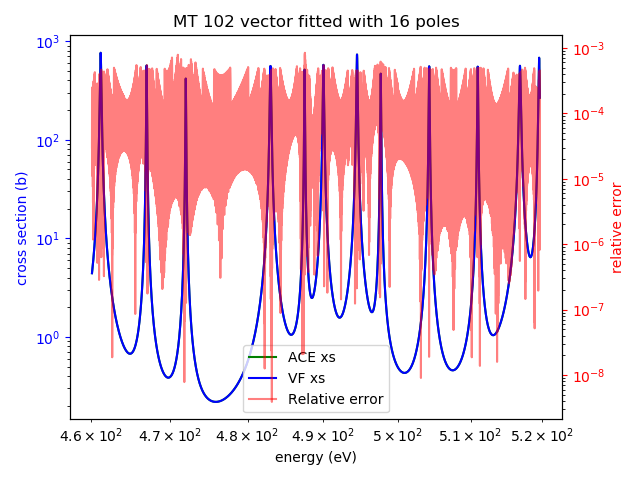 MT 102 vector fitted with 16 poles
cross section (b)
10³
10²
10¹
10⁰
10⁻³
10⁻⁴
10⁻⁵
10⁻⁶
10⁻⁷
10⁻⁸
relative error
ACE xs
VF xs
Relative error
4.6 × 10² 4.7 × 10² 4.8 × 10² 4.9 × 10² 5 × 10² 5.1 × 10² 5.2 × 10²
energy (eV)